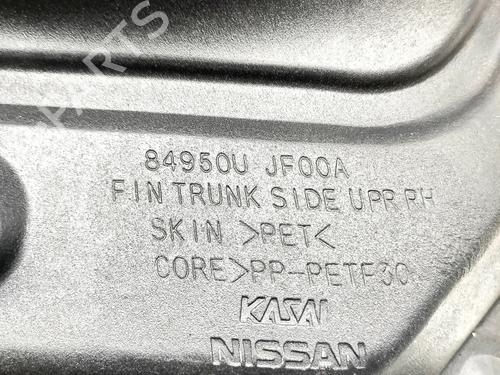 84950U JF00A
FIN TRUNK SIDE UPR RH
SKIN >PET<
CORE>PP-PETF30
KASAI
NISSAN